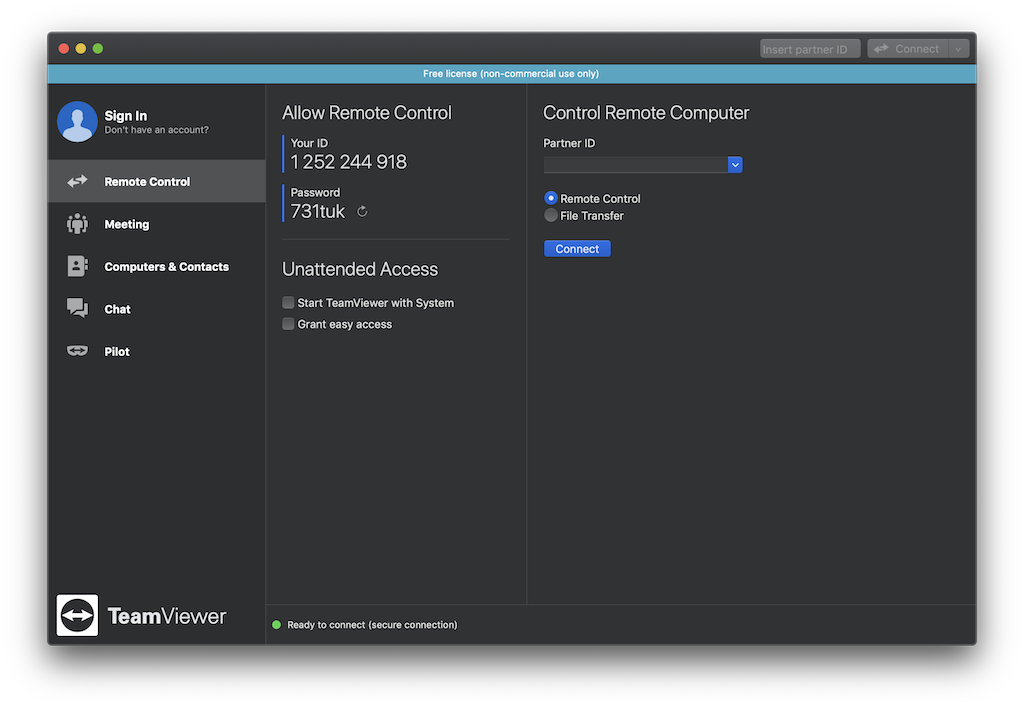 Insert partner ID
Connect
Free license (non-commercial use only)
Sign In
Don't have an account?
Remote Control
Meeting
Computers & Contacts
Chat
Pilot
TeamViewer
Allow Remote Control
Your ID
1 252 244 918
Password
731tuk
Unattended Access
Start TeamViewer with System
Grant easy access
Control Remote Computer
Partner ID
Remote Control
File Transfer
Connect
Ready to connect (secure connection)